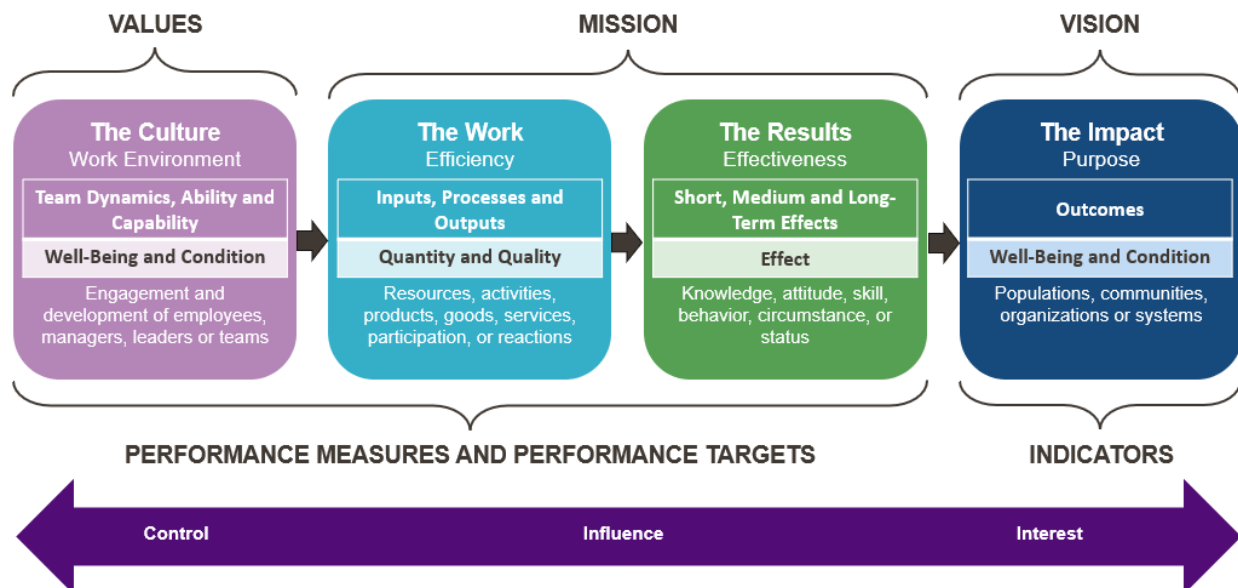 VALUES
MISSION
VISION
The Culture
Work Environment
Team Dynamics, Ability and
Capability
Well-Being and Condition
Engagement and
development of employees,
managers, leaders or teams
The Work
Efficiency
Inputs, Processes and
Outputs
Quantity and Quality
Resources, activities,
products, goods, services,
participation, or reactions
The Results
Effectiveness
Short, Medium and Long-
Term Effects
Effect
Knowledge, attitude, skill,
behavior, circumstance, or
status
The Impact
Purpose
Outcomes
Well-Being and Condition
Populations, communities,
organizations or systems
PERFORMANCE MEASURES AND PERFORMANCE TARGETS
INDICATORS
Control
Influence
Interest